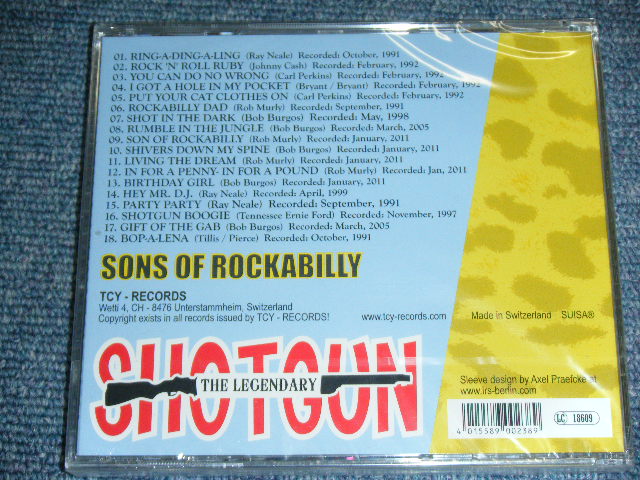 01. RING-A-DING-A-LING (Ray Neale) Recorded: October, 1991
02. ROCK 'N' ROLL RUBY (Johnny Cash) Recorded: February, 1992
03. YOU CAN DO NO WRONG (Carl Perkins) Recorded: February, 1992
04. I GOT A HOLE IN MY POCKET (Bryant / Bryant) Recorded: February, 1992
05. PUT YOUR CAT CLOTHES ON (Carl Perkins) Recorded: February, 1992
06. ROCKABILLY DAD (Rob Murly) Recorded: September, 1991
07. SHOT IN THE DARK (Bob Burgos) Recorded: May, 1998
08. RUMBLE IN THE JUNGLE (Bob Burgos) Recorded: March, 2005
09. SON OF ROCKABILLY (Rob Murly) Recorded: January, 2011
10. SHIVERS DOWN MY SPINE (Bob Burgos) Recorded: January, 2011
11. LIVING THE DREAM (Rob Murly) Recorded: January, 2011
12. IN FOR A PENNY- IN FOR A POUND (Rob Murly) Recorded: Jan, 2011
13. BIRTHDAY GIRL (Bob Burgos) Recorded: January, 2011
14. HEY MR. D.J. (Ray Neale) Recorded: April, 1999
15. PARTY PARTY (Ray Neale) Recorded: September, 1991
16. SHOTGUN BOOGIE (Tennessee Ernie Ford) Recorded: November, 1997
17. GIFT OF THE GAB (Bob Burgos) Recorded: March, 2005
18. BOP-A-LENA (Tillis / Pierce) Recorded: October, 1991
SONS OF ROCKABILLY
TCY - RECORDS
Wetti 4, CH - 8476 Unterstammheim, Switzerland
Copyright exists in all records issued by TCY - RECORDS!
www.tcy-records.com
Made in Switzerland SUISA®
SHOTGUN
THE LEGENDARY
Sleeve design by Axel Praefcke at
www.irs-berlin.com
4 015589 002389
LC 18609